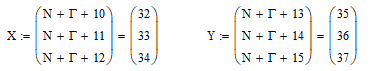 X := (N + Γ + 10
N + Γ + 11
N + Γ + 12) = (32
33
34)
Y := (N + Γ + 13
N + Γ + 14
N + Γ + 15) = (35
36
37)